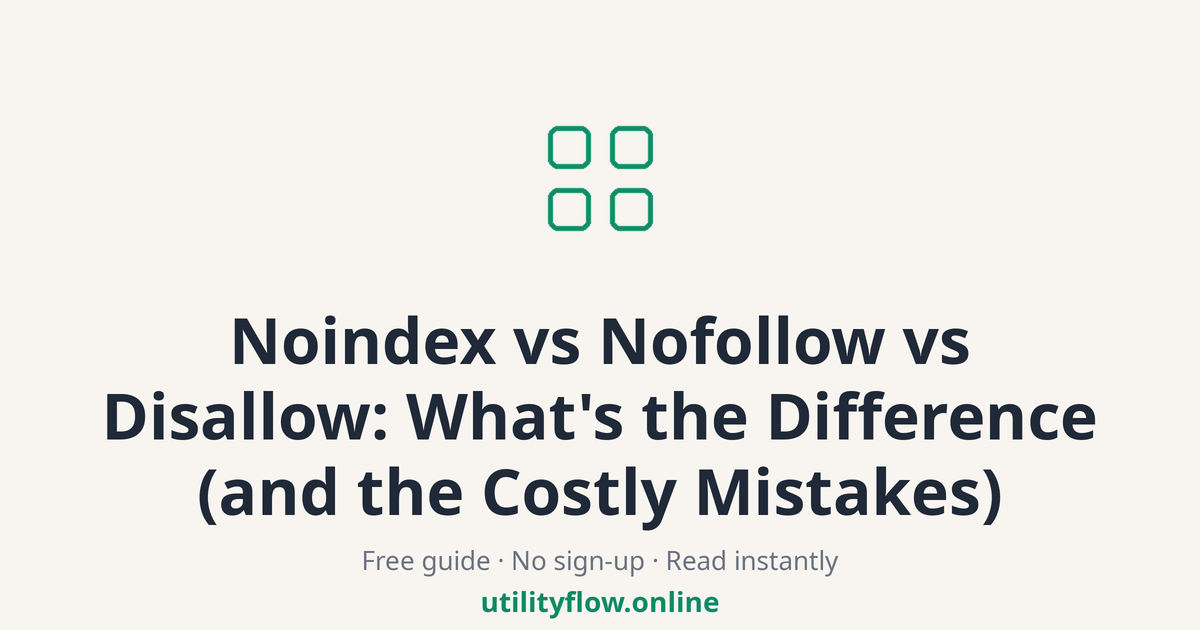 Noindex vs Nofollow vs
Disallow: What's the Difference
(and the Costly Mistakes)
Free guide · No sign-up · Read instantly
utilityflow.online